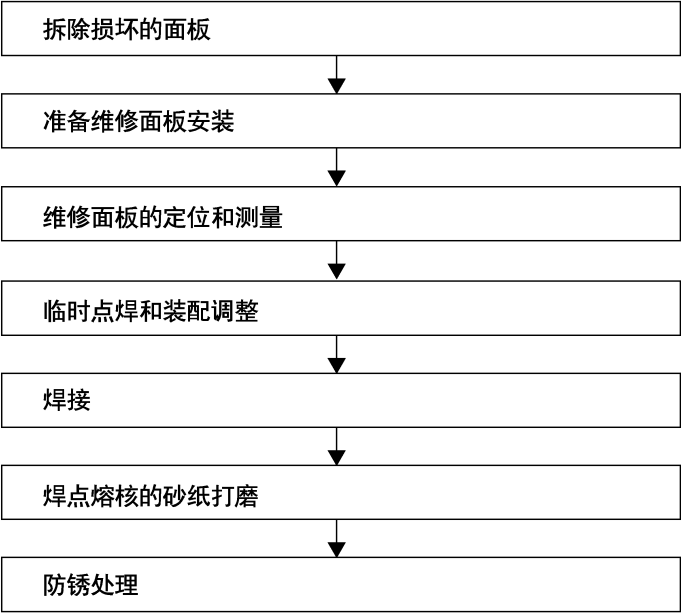 拆除损坏的面板
准备维修面板安装
维修面板的定位和测量
临时点焊和装配调整
焊接
焊点熔核的砂纸打磨
防锈处理